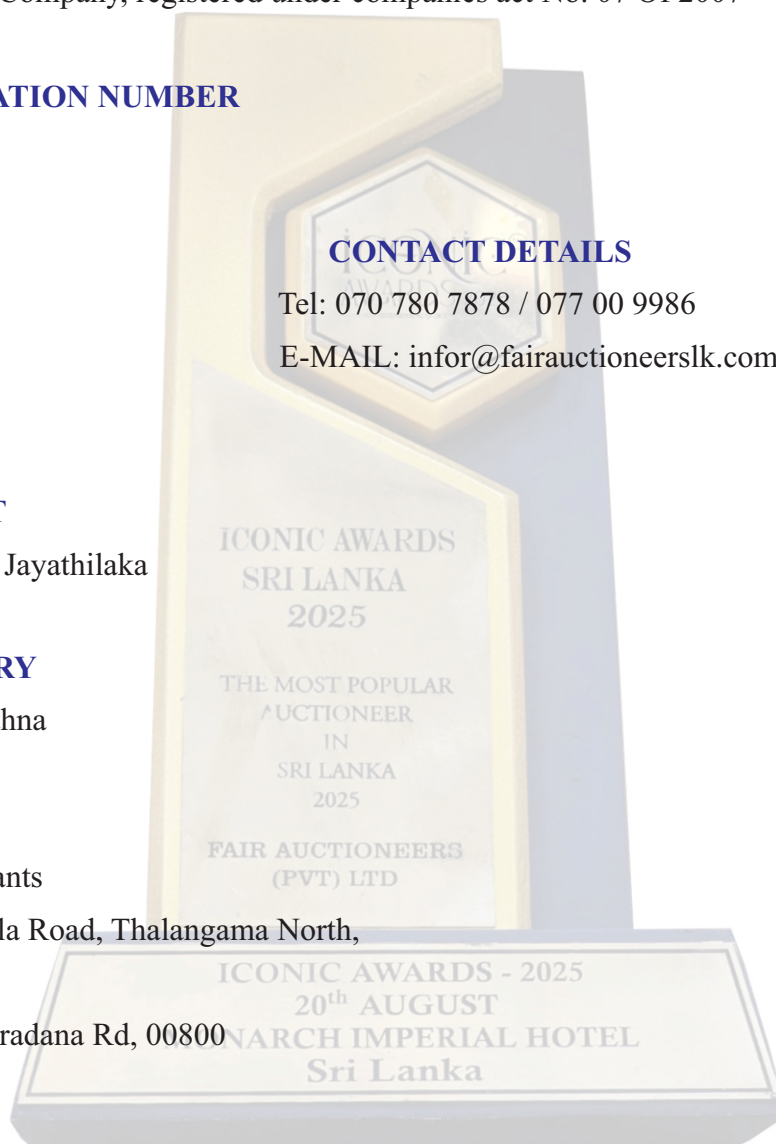 Company, registered under companies act No. 07 Of 2007
ATION NUMBER
ICONIC
AWARDS
CONTACT DETAILS
Tel: 070 780 7878 / 077 00 9986
E-MAIL: infor@fairauctioneerslk.com
T
Jayathilaka
RY
hna
ants
la Road, Thalangama North,
radana Rd, 00800
ICONIC AWARDS
SRI LANKA
2025
THE MOST POPULAR
AUCTIONEER
IN
SRI LANKA
2025
FAIR AUCTIONEERS
(PVT) LTD
ICONIC AWARDS - 2025
20th AUGUST
MONARCH IMPERIAL HOTEL
Sri Lanka